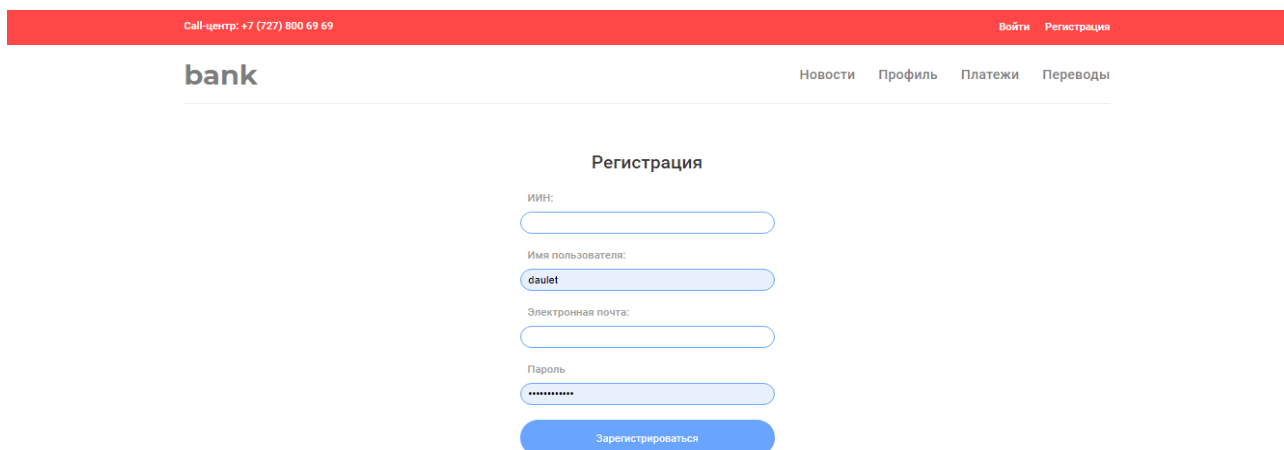 Call-центр: +7 (727) 800 69 69 Войти Регистрация
bank Новости Профиль Платежи Переводы
Регистрация
ИИН:
Имя пользователя:
daulet
Электронная почта:
Пароль
••••••••••••
Зарегистрироваться